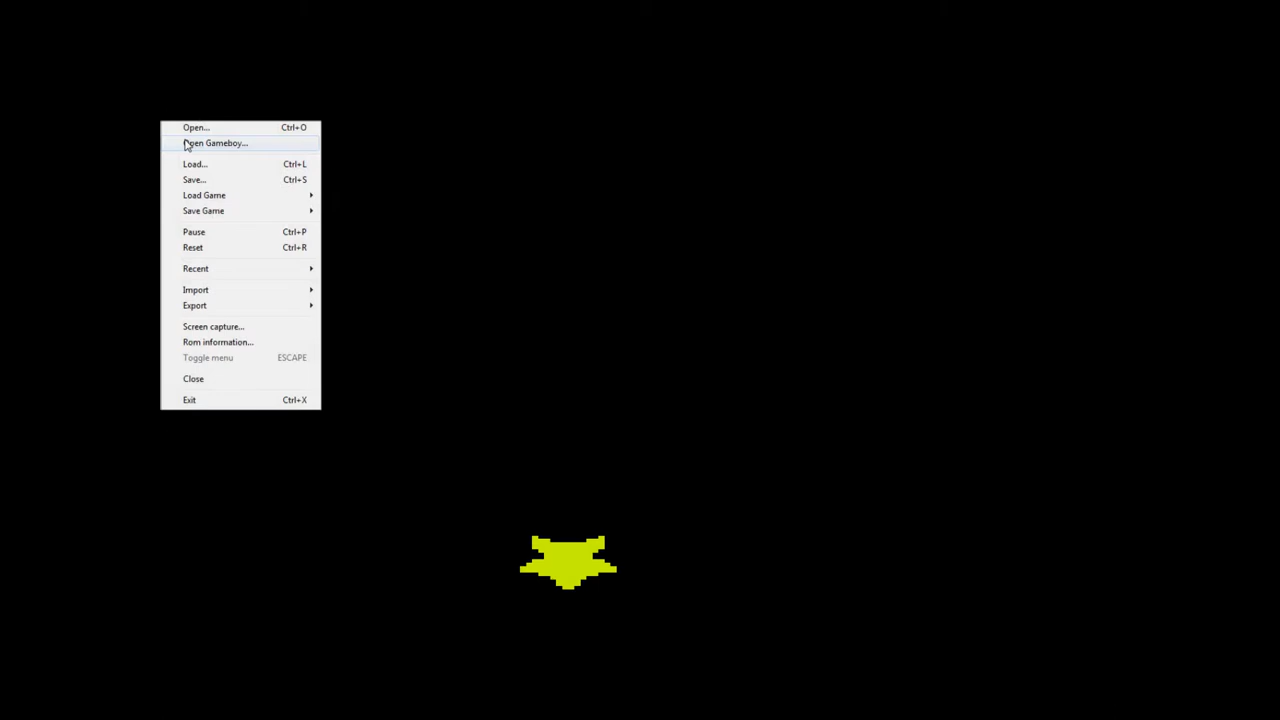 Open... Ctrl+O
Open Gameboy...
Load... Ctrl+L
Save... Ctrl+S
Load Game
Save Game
Pause Ctrl+P
Reset Ctrl+R
Recent
Import
Export
Screen capture...
Rom information...
Toggle menu ESCAPE
Close
Exit Ctrl+X